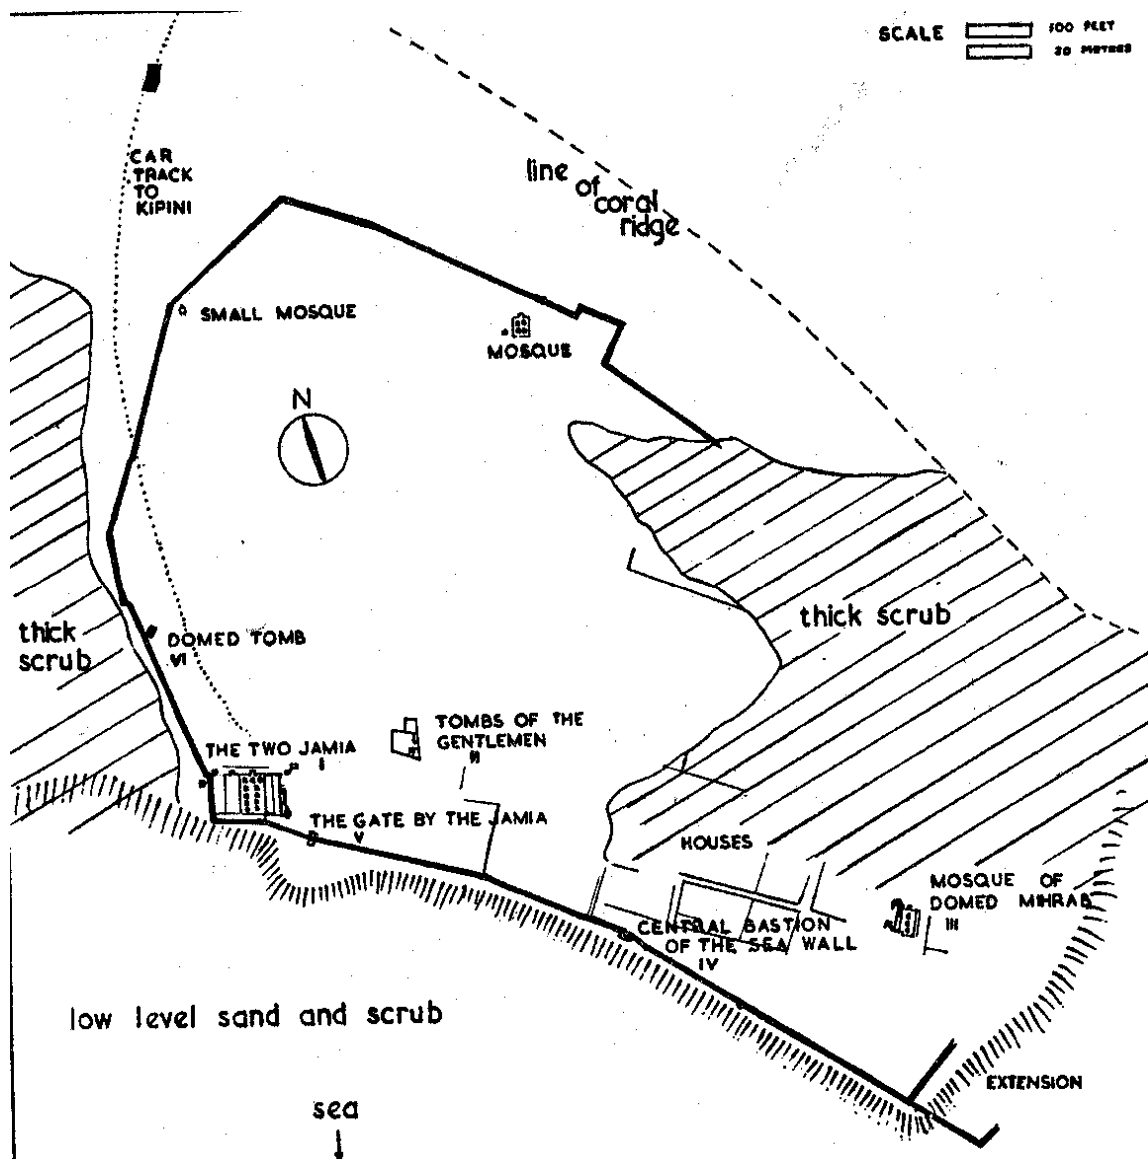 SCALE
100 FEET
20 METRES
CAR
TRACK
TO
KIPINI
line
of
coral
ridge
SMALL MOSQUE
MOSQUE
N
thick scrub
thick
scrub
DOMED TOMB
VI
TOMBS OF THE
GENTLEMEN
II
THE TWO JAMIA
I
THE GATE BY THE JAMIA
V
HOUSES
MOSQUE OF
DOMED MIHRAB
III
CENTRAL BASTION
OF THE SEA WALL
IV
low level sand and scrub
EXTENSION
sea